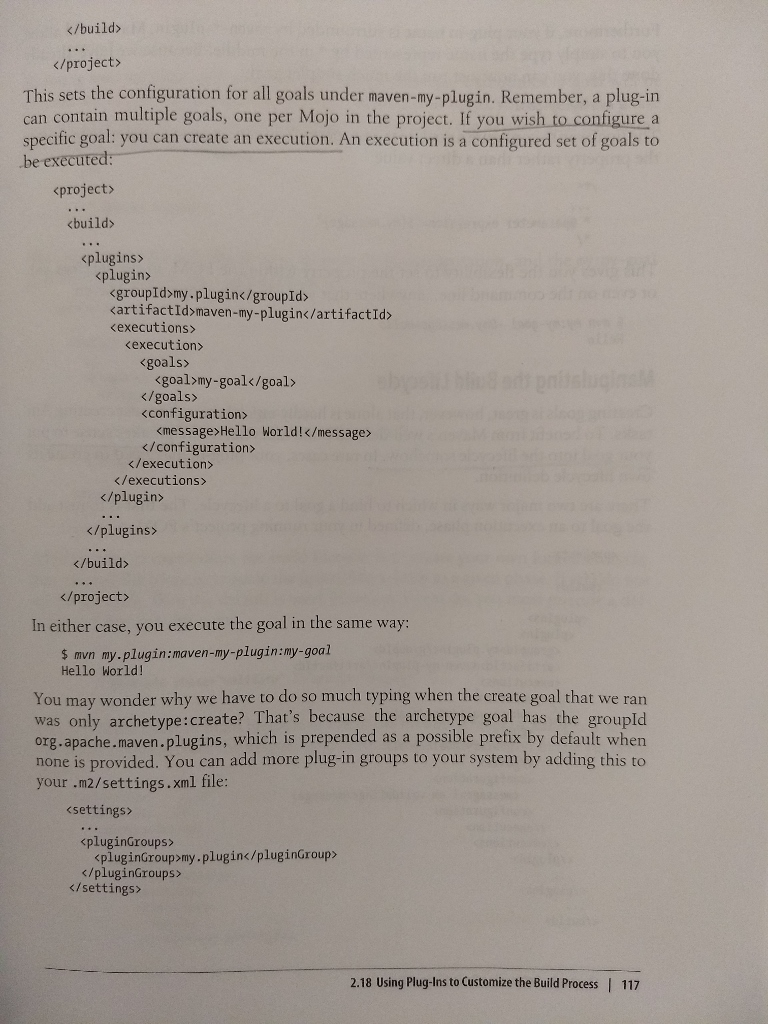 </build>
...
</project>
This sets the configuration for all goals under maven-my-plugin. Remember, a plug-in
can contain multiple goals, one per Mojo in the project. If you wish to configure a
specific goal: you can create an execution. An execution is a configured set of goals to
be executed:
<project>
...
<build>
...
<plugins>
<plugin>
<groupId>my.plugin</groupId>
<artifactId>maven-my-plugin</artifactId>
<executions>
<execution>
<goals>
<goal>my-goal</goal>
</goals>
<configuration>
<message>Hello World!</message>
</configuration>
</execution>
</executions>
</plugin>
...
</plugins>
...
</build>
...
</project>
In either case, you execute the goal in the same way:
$ mvn my.plugin:maven-my-plugin:my-goal
Hello World!
You may wonder why we have to do so much typing when the create goal that we ran
was only archetype:create? That's because the archetype goal has the groupId
org.apache.maven.plugins, which is prepended as a possible prefix by default when
none is provided. You can add more plug-in groups to your system by adding this to
your .m2/settings.xml file:
<settings>
...
<pluginGroups>
<pluginGroup>my.plugin</pluginGroup>
</pluginGroups>
</settings>
2.18 Using Plug-Ins to Customize the Build Process | 117